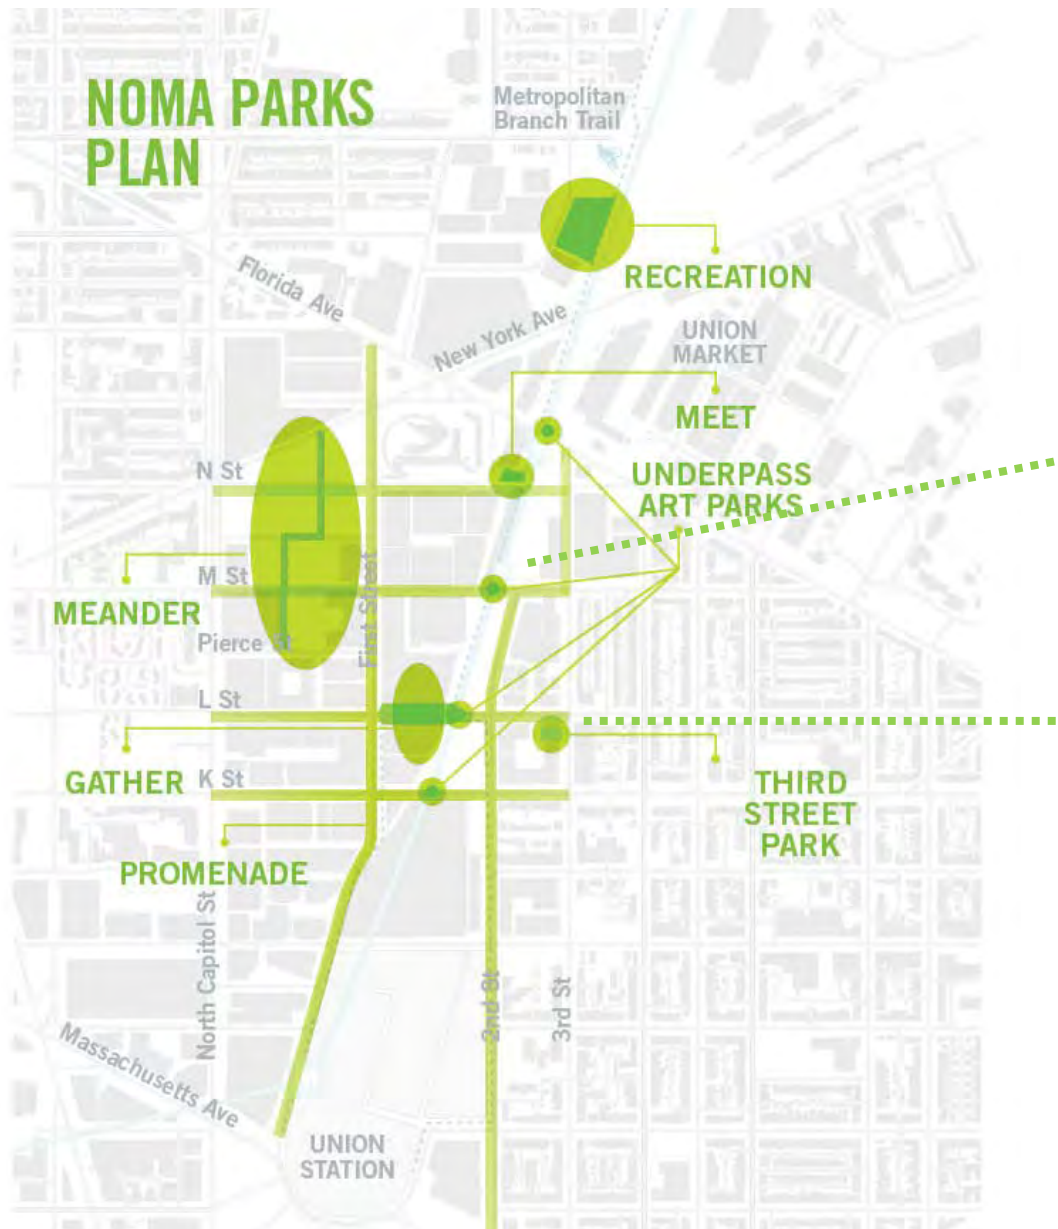 NOMA PARKS
PLAN
Metropolitan
Branch Trail
RECREATION
Florida Ave
New York Ave
UNION
MARKET
MEET
N St
UNDERPASS
ART PARKS
M St
First Street
MEANDER
Pierce St
L St
GATHER
K St
THIRD
STREET
PARK
PROMENADE
North Capitol St
2nd St
3rd St
Massachusetts Ave
UNION
STATION